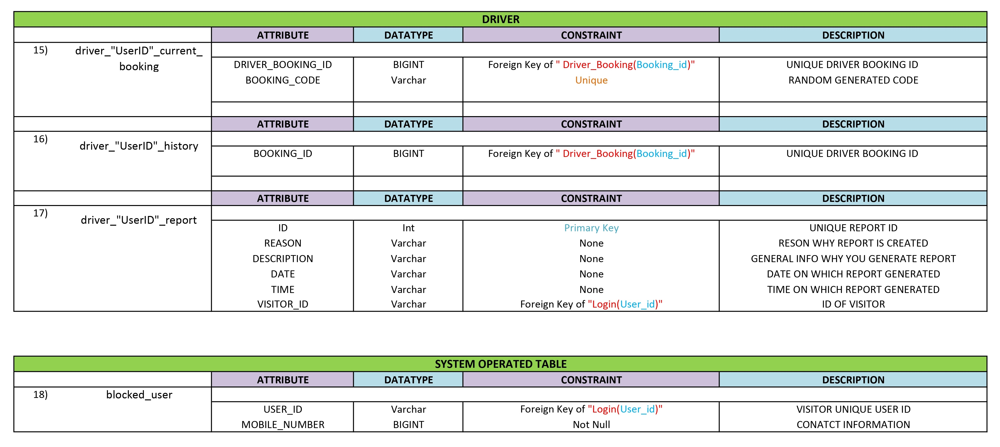 DRIVER
ATTRIBUTE DATATYPE CONSTRAINT DESCRIPTION
15) driver_"UserID"_current_
booking
DRIVER_BOOKING_ID BIGINT Foreign Key of " Driver_Booking(Booking_id)" UNIQUE DRIVER BOOKING ID
BOOKING_CODE Varchar Unique RANDOM GENERATED CODE
ATTRIBUTE DATATYPE CONSTRAINT DESCRIPTION
16) driver_"UserID"_history
BOOKING_ID BIGINT Foreign Key of " Driver_Booking(Booking_id)" UNIQUE DRIVER BOOKING ID
ATTRIBUTE DATATYPE CONSTRAINT DESCRIPTION
17) driver_"UserID"_report
ID Int Primary Key UNIQUE REPORT ID
REASON Varchar None RESON WHY REPORT IS CREATED
DESCRIPTION Varchar None GENERAL INFO WHY YOU GENERATE REPORT
DATE Varchar None DATE ON WHICH REPORT GENERATED
TIME Varchar None TIME ON WHICH REPORT GENERATED
VISITOR_ID Varchar Foreign Key of "Login(User_id)" ID OF VISITOR
SYSTEM OPERATED TABLE
ATTRIBUTE DATATYPE CONSTRAINT DESCRIPTION
18) blocked_user
USER_ID Varchar Foreign Key of "Login(User_id)" VISITOR UNIQUE USER ID
MOBILE_NUMBER BIGINT Not Null CONATCT INFORMATION